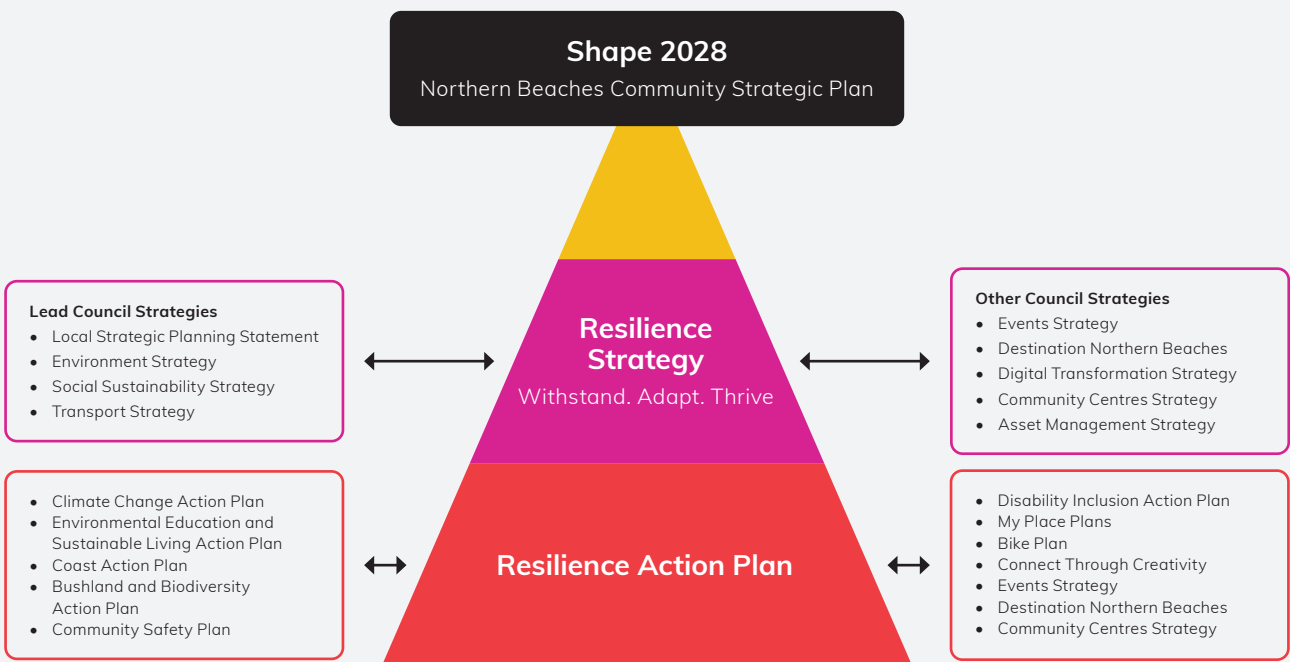 Shape 2028
Northern Beaches Community Strategic Plan
Lead Council Strategies
• Local Strategic Planning Statement
• Environment Strategy
• Social Sustainability Strategy
• Transport Strategy
Resilience
Strategy
Withstand. Adapt. Thrive
Other Council Strategies
• Events Strategy
• Destination Northern Beaches
• Digital Transformation Strategy
• Community Centres Strategy
• Asset Management Strategy
• Climate Change Action Plan
• Environmental Education and
Sustainable Living Action Plan
• Coast Action Plan
• Bushland and Biodiversity
Action Plan
• Community Safety Plan
Resilience Action Plan
• Disability Inclusion Action Plan
• My Place Plans
• Bike Plan
• Connect Through Creativity
• Events Strategy
• Destination Northern Beaches
• Community Centres Strategy